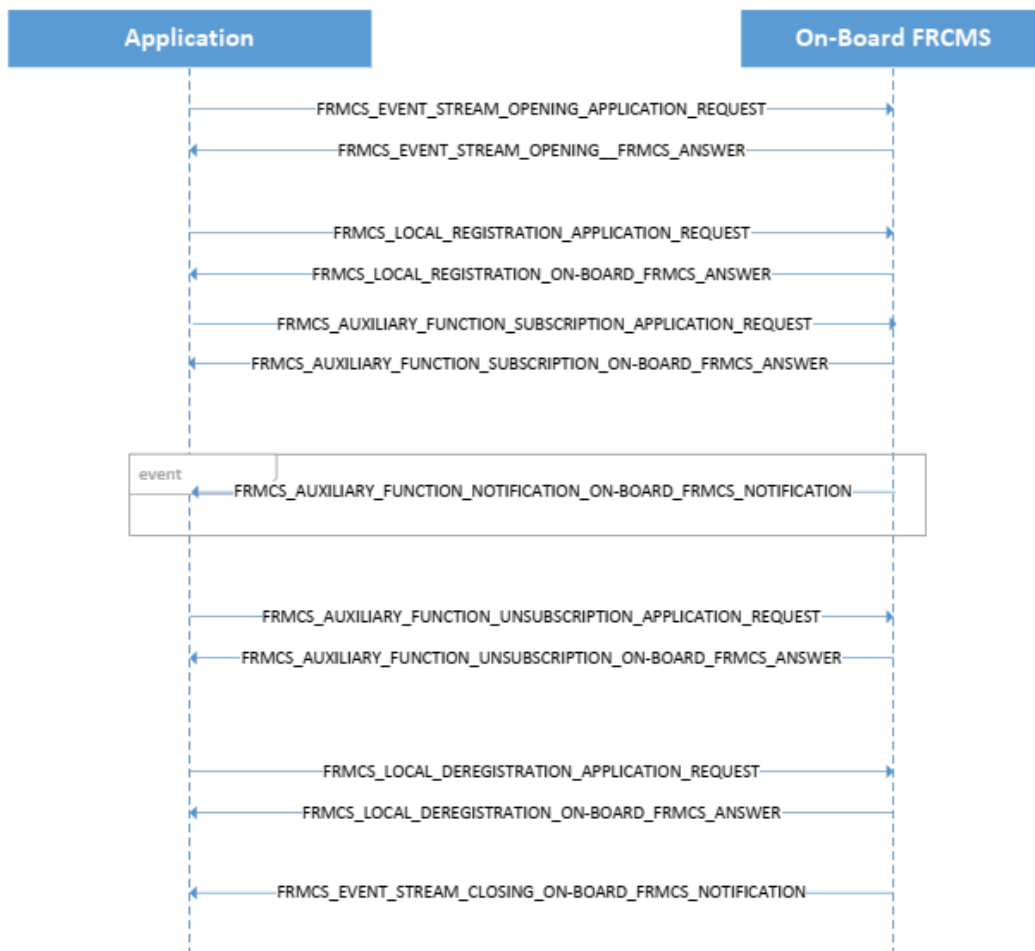 Application
On-Board FRCMS
FRMCS_EVENT_STREAM_OPENING_APPLICATION_REQUEST
FRMCS_EVENT_STREAM_OPENING__FRMCS_ANSWER
FRMCS_LOCAL_REGISTRATION_APPLICATION_REQUEST
FRMCS_LOCAL_REGISTRATION_ON-BOARD_FRMCS_ANSWER
FRMCS_AUXILIARY_FUNCTION_SUBSCRIPTION_APPLICATION_REQUEST
FRMCS_AUXILIARY_FUNCTION_SUBSCRIPTION_ON-BOARD_FRMCS_ANSWER
event
FRMCS_AUXILIARY_FUNCTION_NOTIFICATION_ON-BOARD_FRMCS_NOTIFICATION
FRMCS_AUXILIARY_FUNCTION_UNSUBSCRIPTION_APPLICATION_REQUEST
FRMCS_AUXILIARY_FUNCTION_UNSUBSCRIPTION_ON-BOARD_FRMCS_ANSWER
FRMCS_LOCAL_DEREGISTRATION_APPLICATION_REQUEST
FRMCS_LOCAL_DEREGISTRATION_ON-BOARD_FRMCS_ANSWER
FRMCS_EVENT_STREAM_CLOSING_ON-BOARD_FRMCS_NOTIFICATION